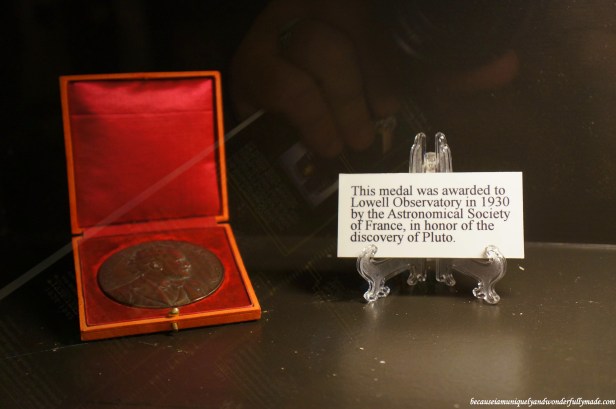 This medal was awarded to
Lowell Observatory in 1930
by the Astronomical Society
of France, in honor of the
discovery of Pluto.
becauseiamuniquelyandwonderfullymade.com